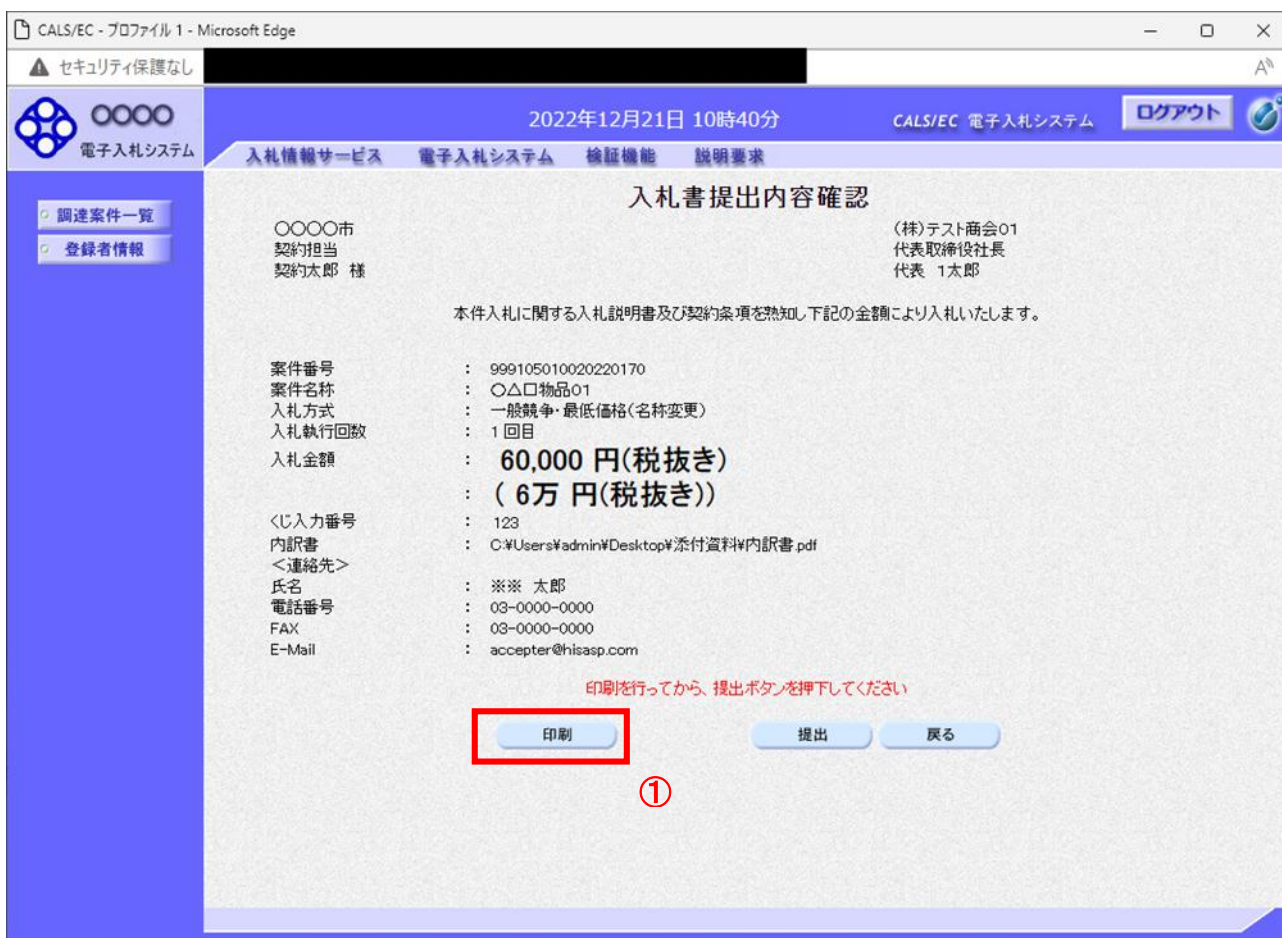 CALS/EC - プロファイル 1 - Microsoft Edge
セキュリティ保護なし
〇〇〇〇
電子入札システム
2022年12月21日 10時40分
CALS/EC 電子入札システム
ログアウト
入札情報サービス 電子入札システム 検証機能 説明要求
調達案件一覧
登録者情報
入札書提出内容確認
〇〇〇〇市
契約担当
契約太郎 様
(株)テスト商会01
代表取締役社長
代表 1太郎
本件入札に関する入札説明書及び契約条項を熟知し下記の金額により入札いたします。
案件番号 : 999105010020220170
案件名称 : 〇△口物品01
入札方式 : 一般競争・最低価格(名称変更)
入札執行回数 : 1回目
入札金額 : 60,000 円(税抜き)
: ( 6万 円(税抜き))
くじ入力番号 : 123
内訳書 : C:¥Users¥admin¥Desktop¥添付資料¥内訳書.pdf
<連絡先>
氏名 : ※※ 太郎
電話番号 : 03-0000-0000
FAX : 03-0000-0000
E-Mail : accepter@hisasp.com
印刷を行ってから、提出ボタンを押下してください
印刷 提出 戻る
①